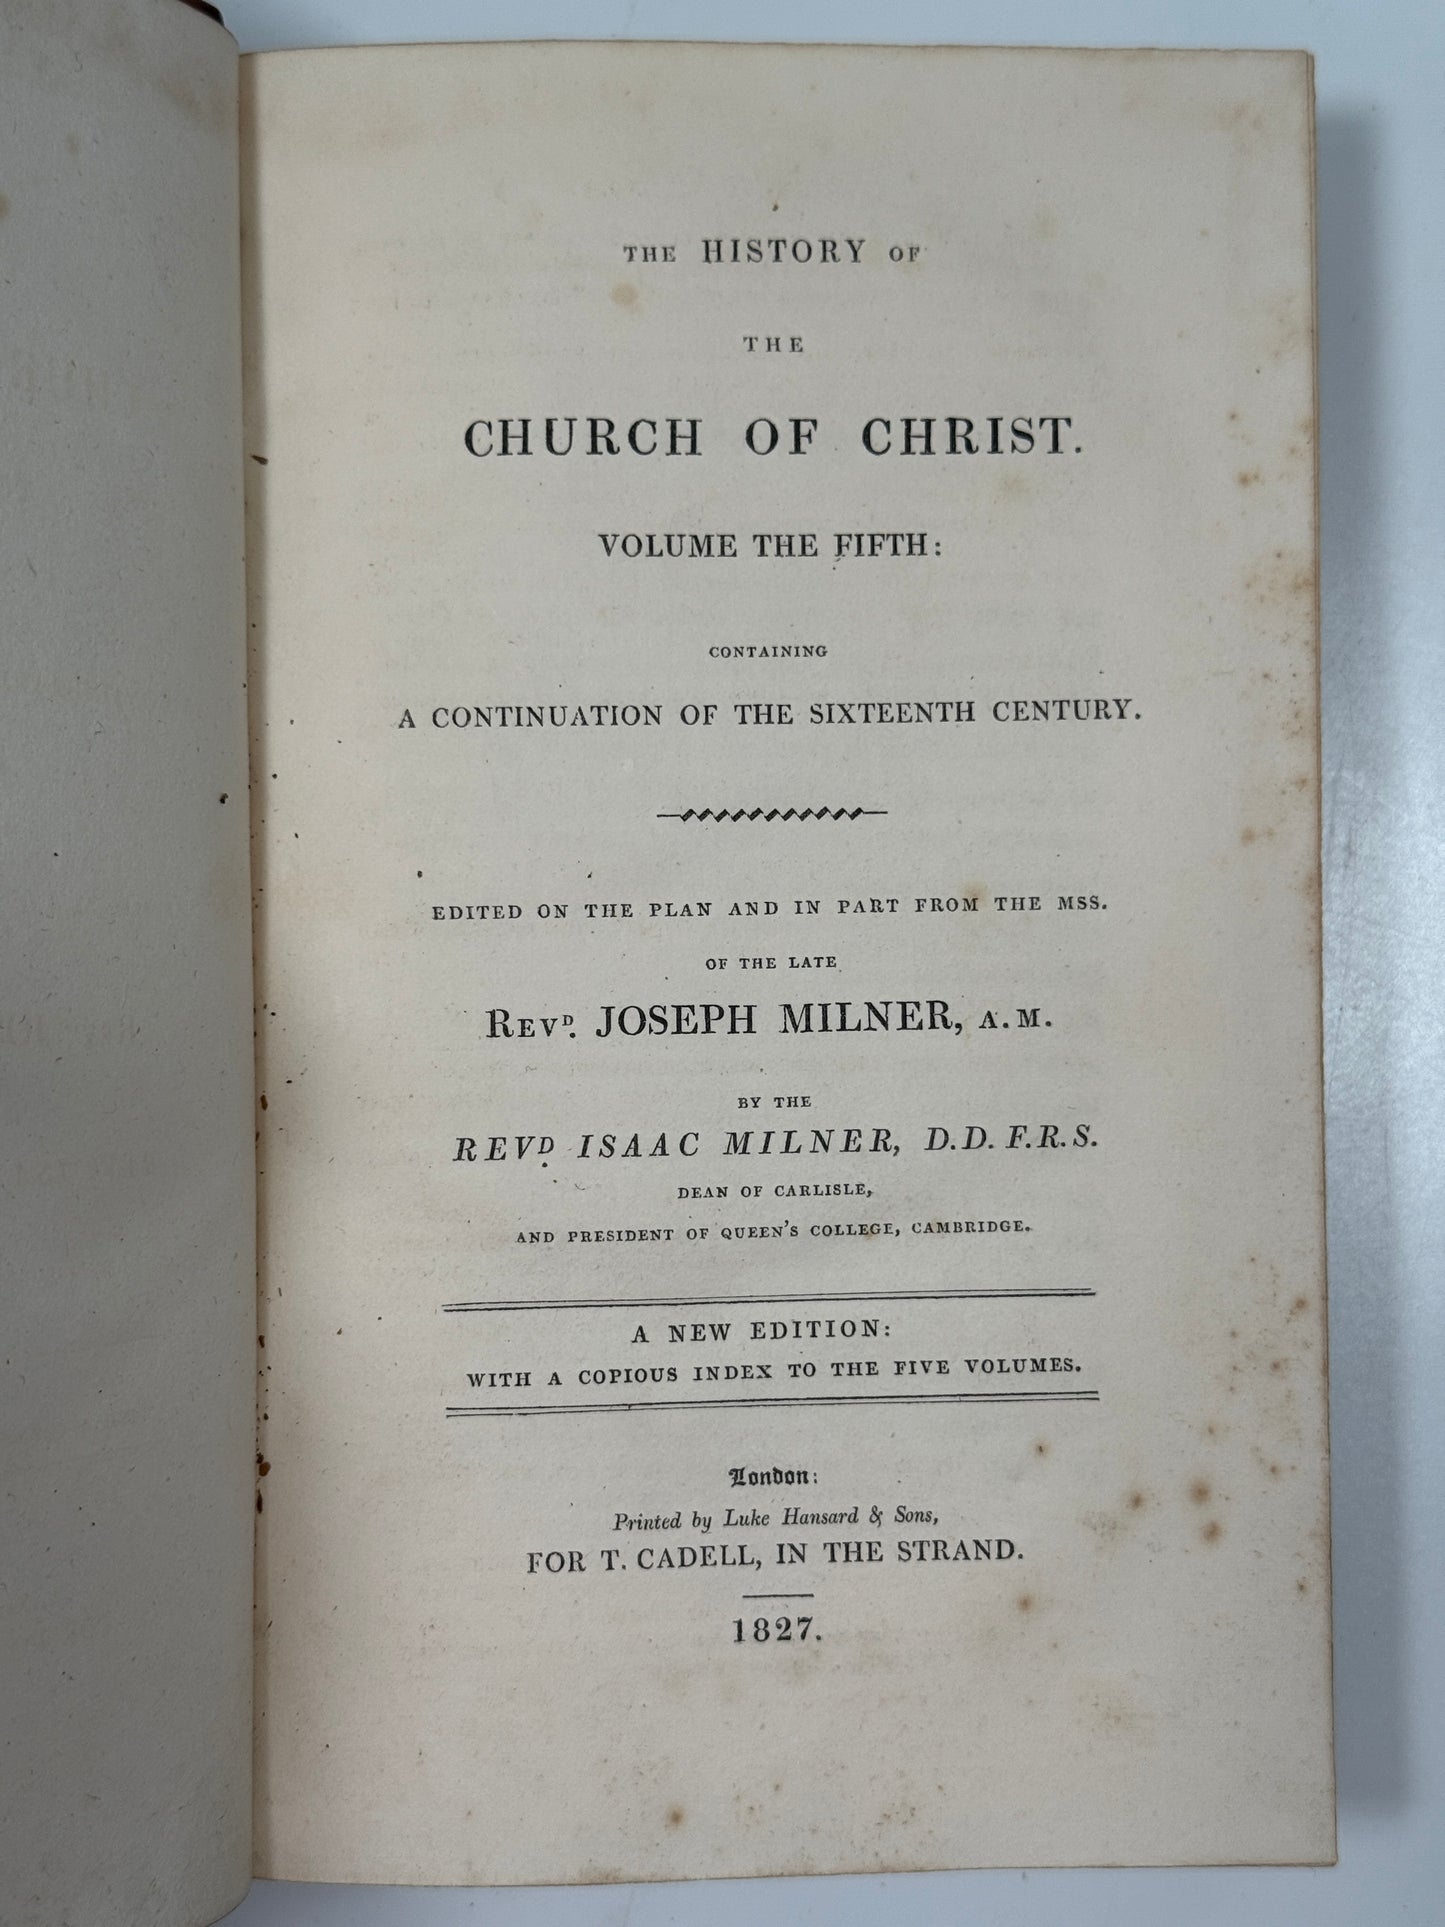 THE HISTORY OF
THE
CHURCH OF CHRIST.
VOLUME THE FIFTH:
CONTAINING
A CONTINUATION OF THE SIXTEENTH CENTURY.
EDITED ON THE PLAN AND IN PART FROM THE MSS.
OF THE LATE
REVD. JOSEPH MILNER, A.M.
BY THE
REVD. ISAAC MILNER, D.D. F.R.S.
DEAN OF CARLISLE,
AND PRESIDENT OF QUEEN'S COLLEGE, CAMBRIDGE.
A NEW EDITION:
WITH A COPIOUS INDEX TO THE FIVE VOLUMES.
London:
Printed by Luke Hansard & Sons,
FOR T. CADELL, IN THE STRAND.
1827.